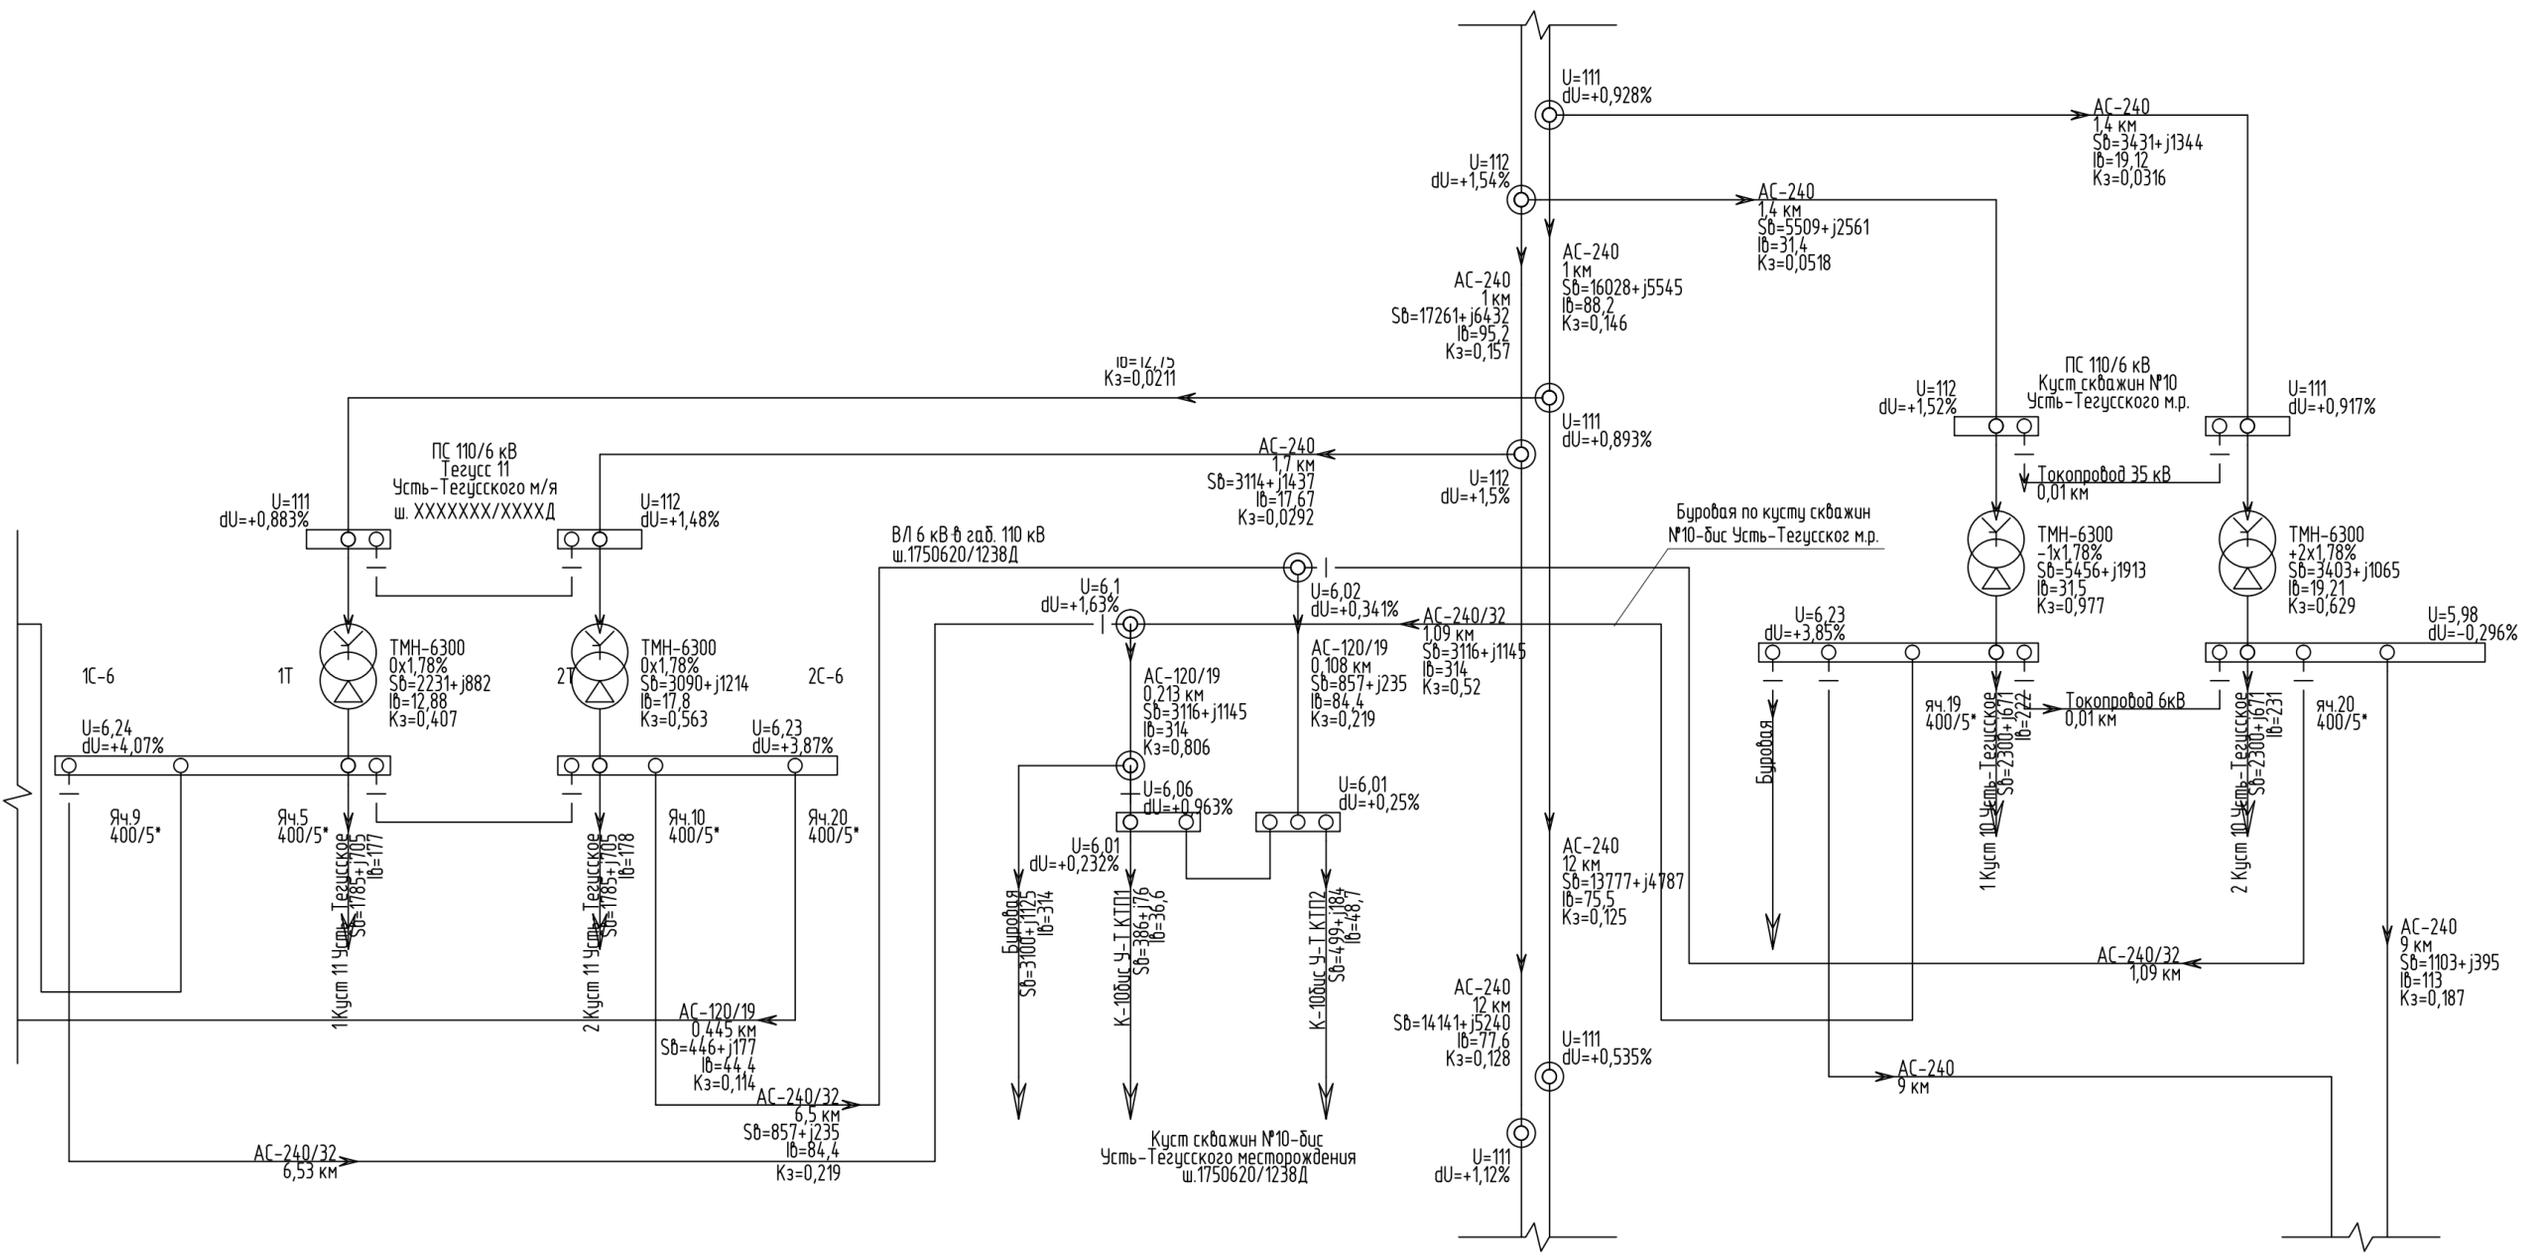 U=111
dU=+0,928%
АС-240
1,4 км
Sв=3431+j1344
Iв=19,12
Kз=0,0316
U=112
dU=+1,54%
АС-240
1,4 км
Sв=5509+j2561
Iв=31,4
Kз=0,0518
АС-240
1 км
Sв=16028+j5545
Iв=88,2
Kз=0,146
АС-240
1 км
Sв=17261+j6432
Iв=95,2
Kз=0,157
Iв=12,75
Kз=0,0211
U=111
dU=+0,893%
АС-240
1,7 км
Sв=3114+j1437
Iв=17,67
Kз=0,0292
U=112
dU=+1,5%
ПС 110/6 кВ
Куст скважин №10
Усть-Тегусского м.р.
U=112
dU=+1,52%
U=111
dU=+0,917%
Токопровод 35 кВ
0,01 км
ПС 110/6 кВ
Тегусс 11
Усть-Тегусского м/я
ш. XXXXXXX/XXXXД
U=111
dU=+0,883%
U=112
dU=+1,48%
ВЛ 6 кВ в габ. 110 кВ
ш.1750620/1238Д
Буровая по кусту скважин
№10-бис Усть-Тегусског м.р.
ТМН-6300
-1x1,78%
Sв=5456+j1913
Iв=31,5
Kз=0,977
ТМН-6300
+2x1,78%
Sв=3403+j1065
Iв=19,21
Kз=0,629
U=6,1
dU=+1,63%
U=6,02
dU=+0,341%
АС-240/32
1,09 км
Sв=3116+j1145
Iв=314
Kз=0,52
U=6,23
dU=+3,85%
U=5,98
dU=-0,296%
1С-6
1Т
ТМН-6300
0x1,78%
Sв=2231+j882
Iв=12,88
Kз=0,407
2Т
ТМН-6300
0x1,78%
Sв=3090+j1214
Iв=17,8
Kз=0,563
2С-6
АС-120/19
0,213 км
Sв=3116+j1145
Iв=314
Kз=0,806
АС-120/19
0,108 км
Sв=857+j235
Iв=84,4
Kз=0,219
U=6,24
dU=+4,07%
U=6,23
dU=+3,87%
Буровая
яч.19
400/5*
1 Куст 10 Усть-Тегусское
Sв=2300+j671
Iв=222
Токопровод 6кВ
0,01 км
2 Куст 10 Усть-Тегусское
Sв=2300+j671
Iв=231
яч.20
400/5*
U=6,06
dU=+0,963%
U=6,01
dU=+0,25%
U=6,01
dU=+0,232%
Яч.9
400/5*
Яч.5
400/5*
1 Куст 11 Усть-Тегусское
Sв=1785+j705
Iв=177
2 Куст 11 Усть-Тегусское
Sв=1785+j705
Iв=178
Яч.10
400/5*
Яч.20
400/5*
Буровая
Sв=3100+j1125
Iв=314
К-10бис У-Т КТП1
Sв=386+j76
Iв=36,6
К-10бис У-Т КТП2
Sв=499+j184
Iв=48,7
АС-240
12 км
Sв=13777+j4787
Iв=75,5
Kз=0,125
АС-240
12 км
Sв=14141+j5240
Iв=77,6
Kз=0,128
АС-240/32
1,09 км
АС-240
9 км
Sв=1103+j395
Iв=113
Kз=0,187
АС-120/19
0,445 км
Sв=446+j177
Iв=44,4
Kз=0,114
U=111
dU=+0,535%
АС-240
9 км
АС-240/32
6,5 км
Sв=857+j235
Iв=84,4
Kз=0,219
АС-240/32
6,53 км
Куст скважин №10-бис
Усть-Тегусского месторождения
ш.1750620/1238Д
U=111
dU=+1,12%